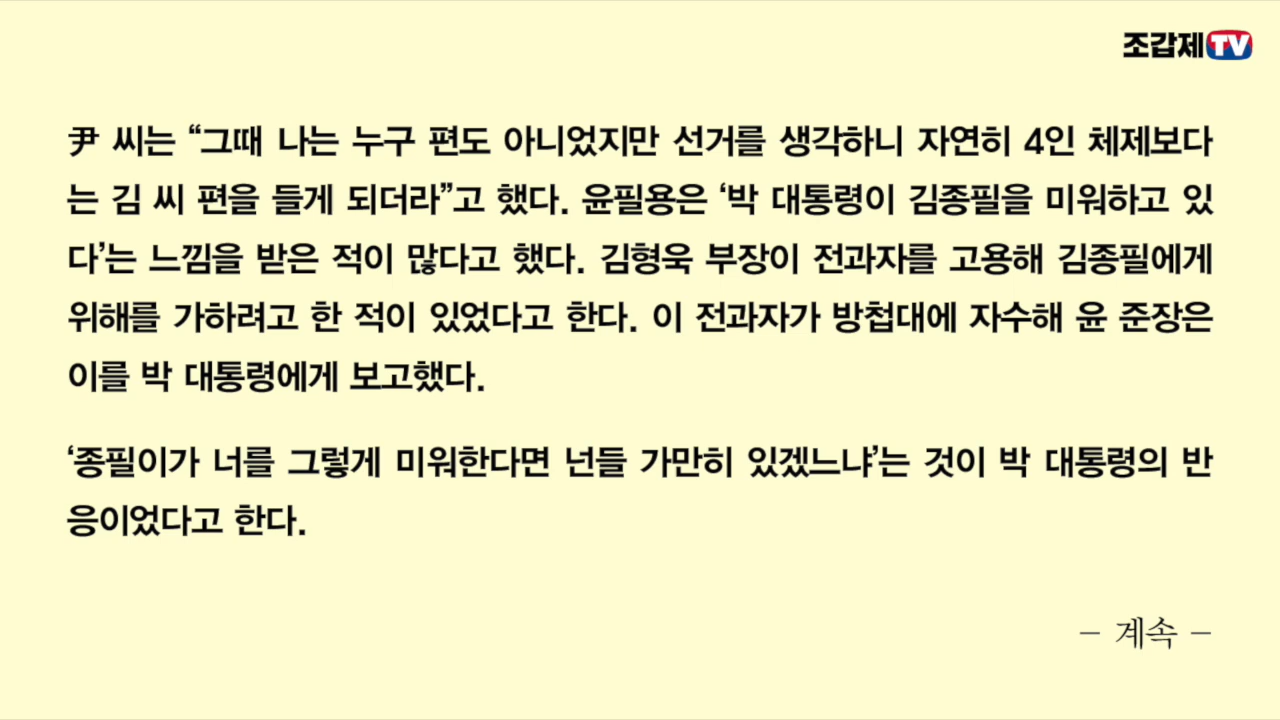 조갑제TV
尹 씨는 “그때 나는 누구 편도 아니었지만 선거를 생각하니 자연히 4인 체제보다
는 김 씨 편을 들게 되더라”고 했다. 윤필용은 ‘박 대통령이 김종필을 미워하고 있
다’는 느낌을 받은 적이 많다고 했다. 김형욱 부장이 전과자를 고용해 김종필에게
위해를 가하려고 한 적이 있었다고 한다. 이 전과자가 방첩대에 자수해 윤 준장은
이를 박 대통령에게 보고했다.
‘종필이가 너를 그렇게 미워한다면 넌들 가만히 있겠느냐’는 것이 박 대통령의 반
응이었다고 한다.
– 계속 –